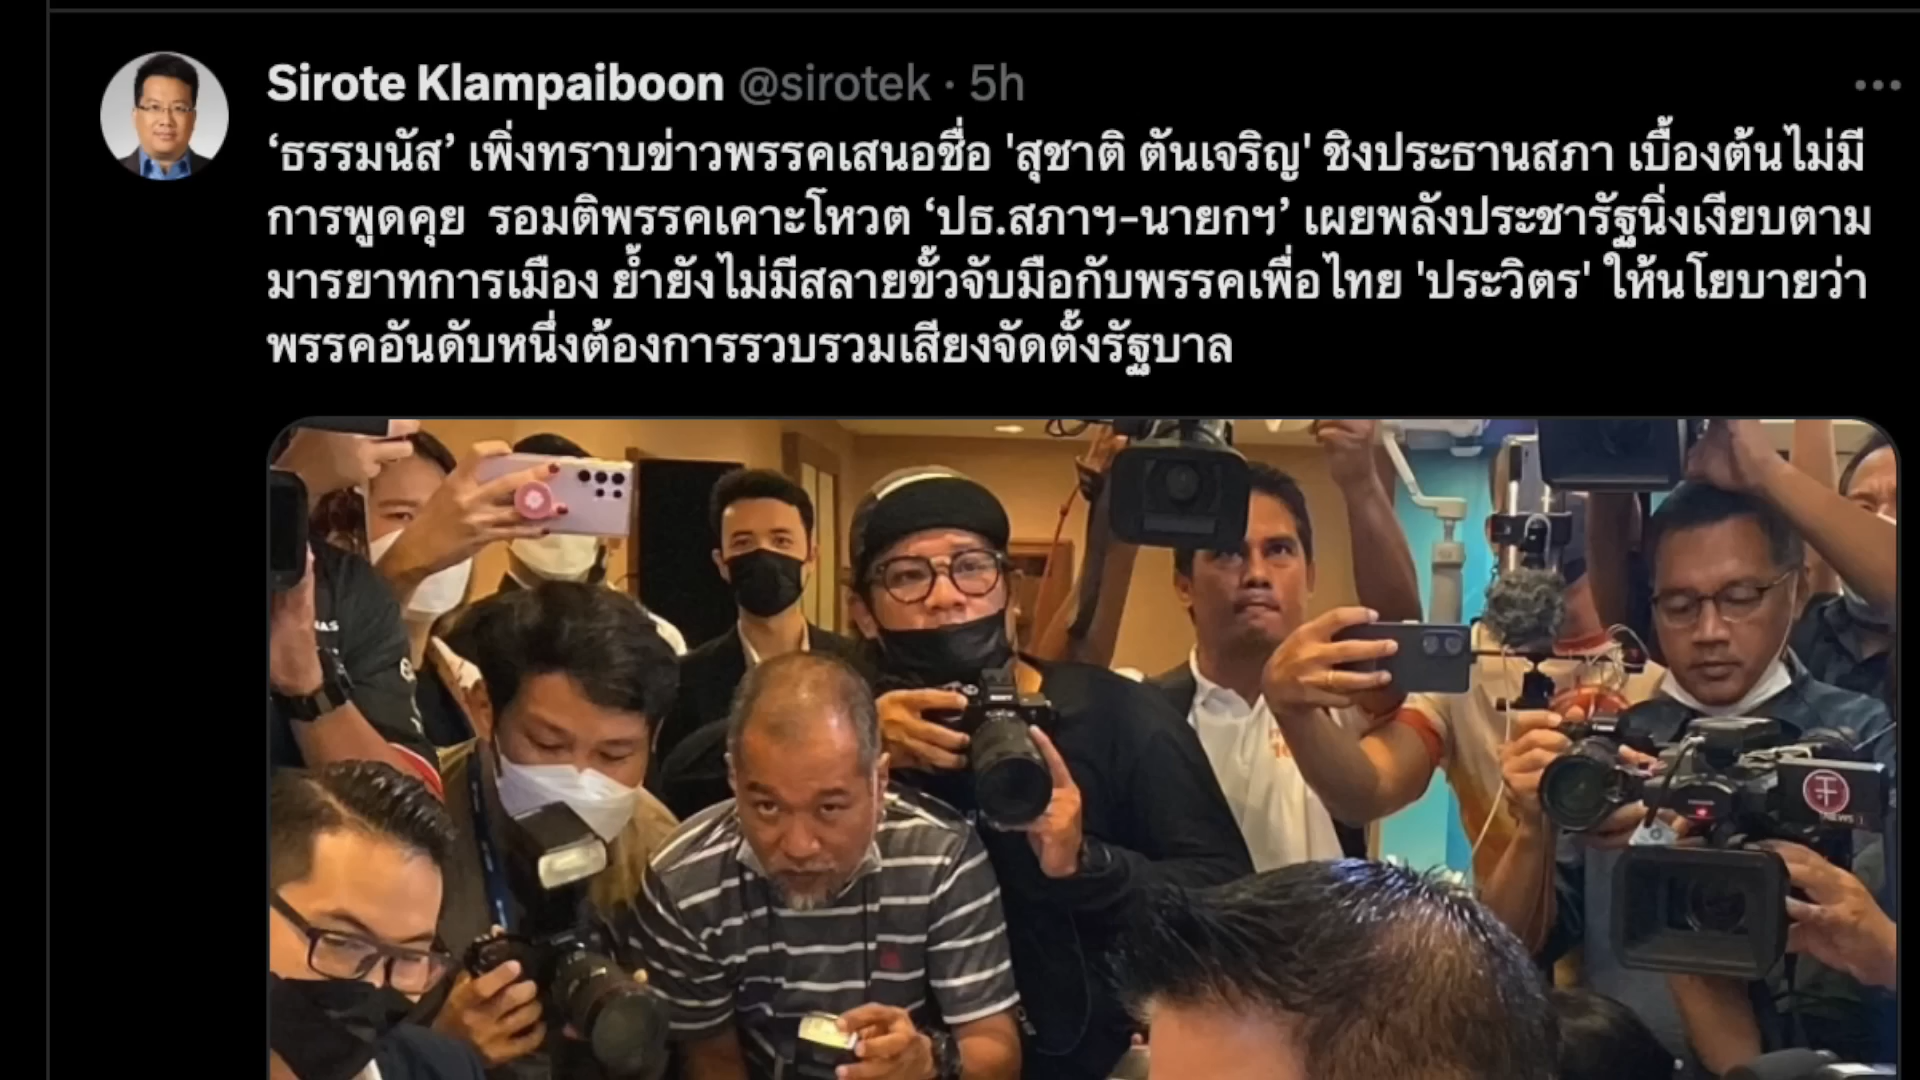 Sirote Klampaiboon @sirotek · 5h
‘ธรรมนัส’ เพิ่งทราบข่าวพรรคเสนอชื่อ 'สุชาติ ตันเจริญ' ชิงประธานสภา เบื้องต้นไม่มี
การพูดคุย รอมติพรรคเคาะโหวต ‘ปธ.สภาฯ-นายกฯ’ เผยพลังประชารัฐนิ่งเงียบตาม
มารยาทการเมือง ย้ำยังไม่มีสลายขั้วจับมือกับพรรคเพื่อไทย 'ประวิตร' ให้นโยบายว่า
พรรคอันดับหนึ่งต้องการรวบรวมเสียงจัดตั้งรัฐบาล
SONY
NEWS 1